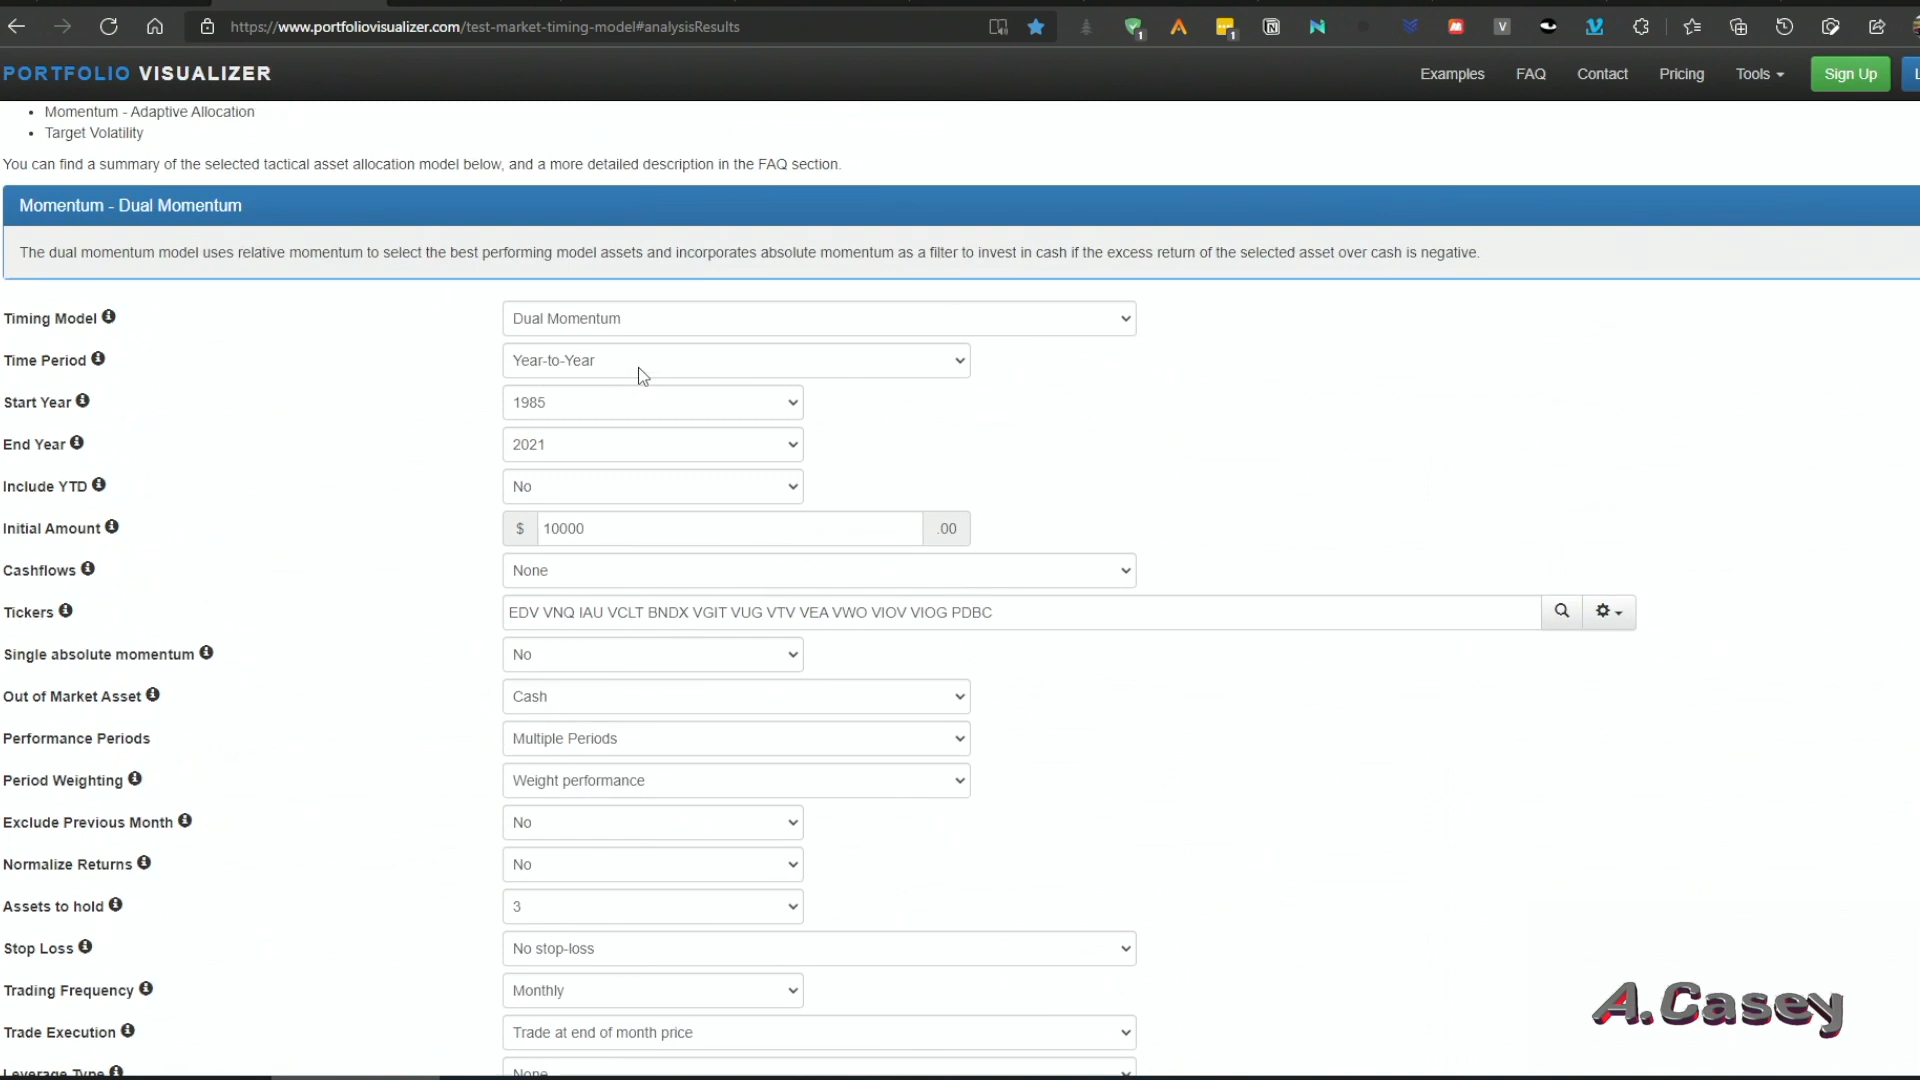 https://www.portfoliovisualizer.com/test-market-timing-model#analysisResults
PORTFOLIO VISUALIZER
Examples FAQ Contact Pricing Tools Sign Up
Momentum - Adaptive Allocation
Target Volatility
You can find a summary of the selected tactical asset allocation model below, and a more detailed description in the FAQ section.
Momentum - Dual Momentum
The dual momentum model uses relative momentum to select the best performing model assets and incorporates absolute momentum as a filter to invest in cash if the excess return of the selected asset over cash is negative.
Timing Model Dual Momentum
Time Period Year-to-Year
Start Year 1985
End Year 2021
Include YTD No
Initial Amount $ 10000 .00
Cashflows None
Tickers EDV VNQ IAU VCLT BNDX VGIT VUG VTV VEA VWO VIOV VIOG PDBC
Single absolute momentum No
Out of Market Asset Cash
Performance Periods Multiple Periods
Period Weighting Weight performance
Exclude Previous Month No
Normalize Returns No
Assets to hold 3
Stop Loss No stop-loss
Trading Frequency Monthly
Trade Execution Trade at end of month price
Leverage Type None
A.Casey